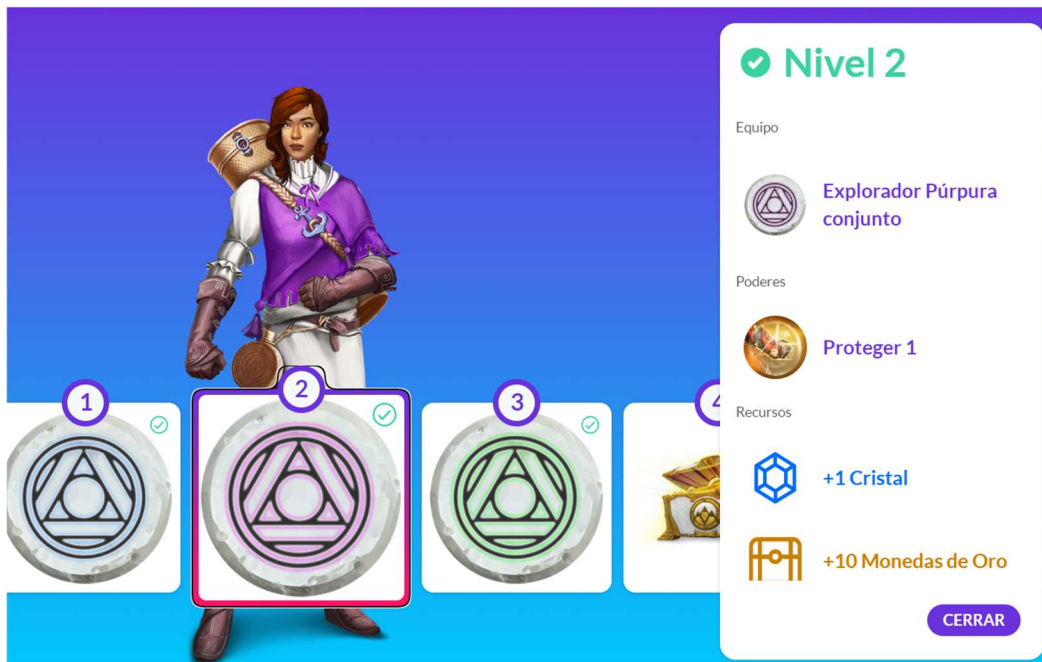 Nivel 2
Equipo
Explorador Púrpura
conjunto
Poderes
Proteger 1
Recursos
+1 Cristal
+10 Monedas de Oro
CERRAR
1
2
3
4